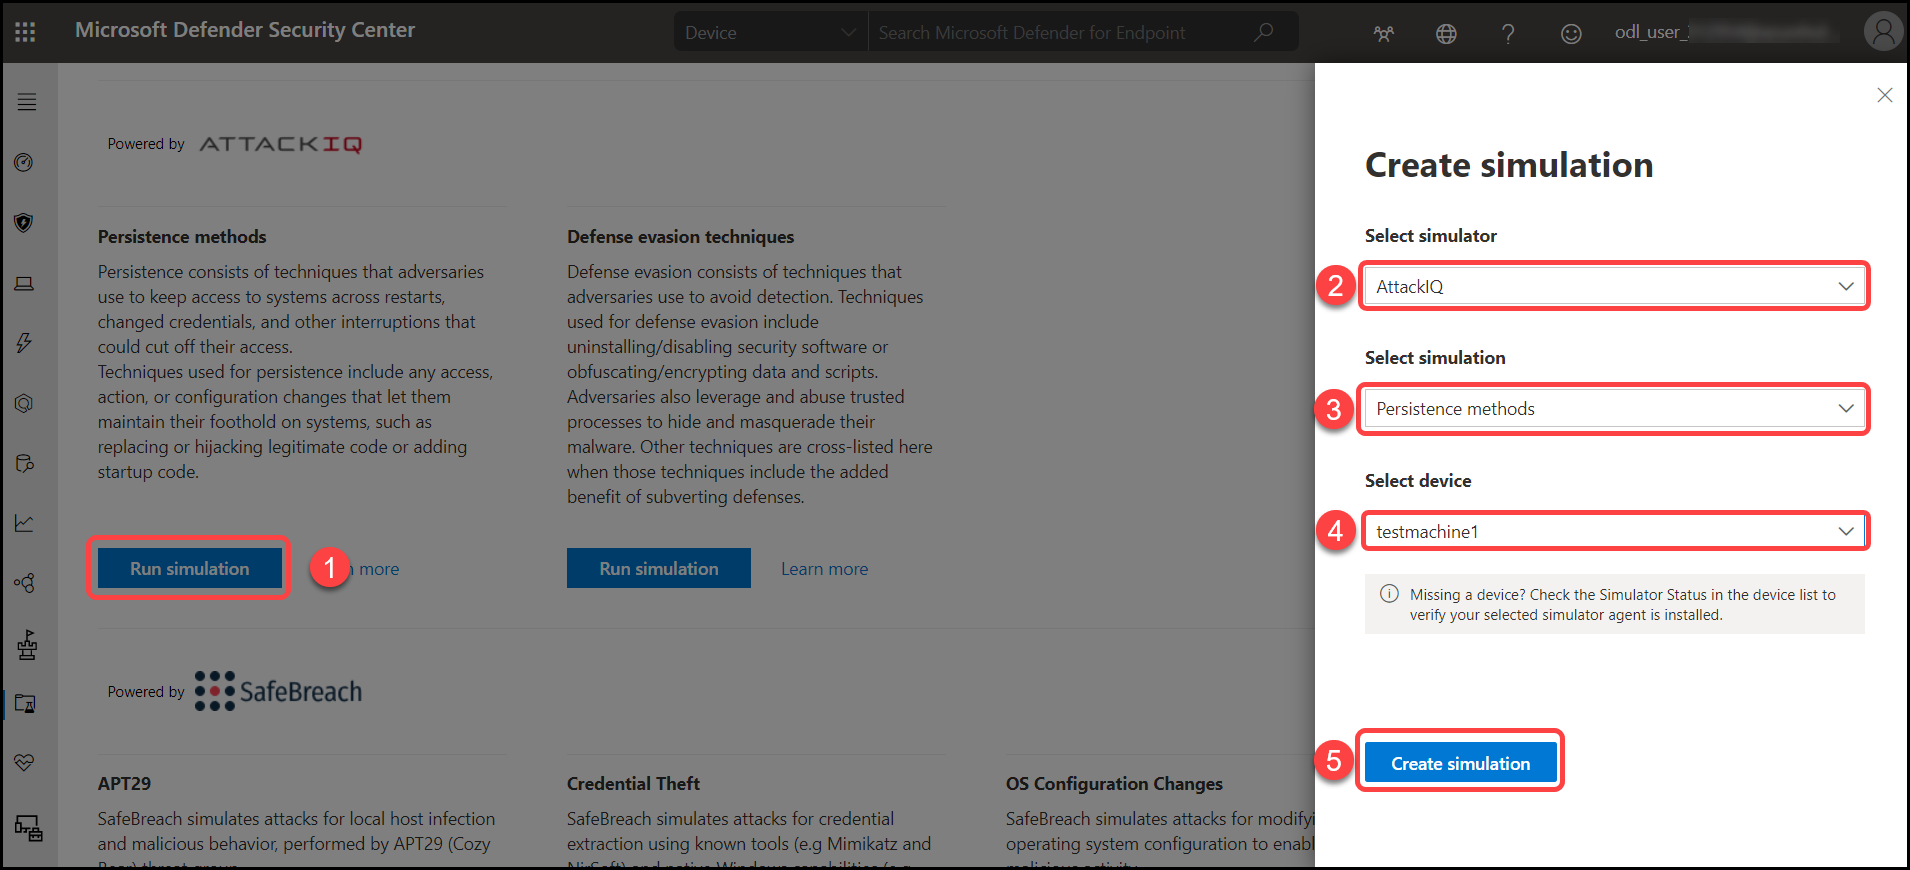 Microsoft Defender Security Center
Device
Search Microsoft Defender for Endpoint
odl_user_
Powered by ATTACKIQ
Persistence methods
Persistence consists of techniques that adversaries
use to keep access to systems across restarts,
changed credentials, and other interruptions that
could cut off their access.
Techniques used for persistence include any access,
action, or configuration changes that let them
maintain their foothold on systems, such as
replacing or hijacking legitimate code or adding
startup code.
Run simulation
1
more
Defense evasion techniques
Defense evasion consists of techniques that
adversaries use to avoid detection. Techniques
used for defense evasion include
uninstalling/disabling security software or
obfuscating/encrypting data and scripts.
Adversaries also leverage and abuse trusted
processes to hide and masquerade their
malware. Other techniques are cross-listed here
when those techniques include the added
benefit of subverting defenses.
Run simulation
Learn more
Powered by SafeBreach
APT29
SafeBreach simulates attacks for local host infection
and malicious behavior, performed by APT29 (Cozy
Bear) threat group
Credential Theft
SafeBreach simulates attacks for credential
extraction using known tools (e.g Mimikatz and
NirSoft) and native Windows capabilities (e.g
OS Configuration Changes
SafeBreach simulates attacks for modifyi
operating system configuration to enabl
malicious activity
Create simulation
Select simulator
2
AttackIQ
Select simulation
3
Persistence methods
Select device
4
testmachine1
Missing a device? Check the Simulator Status in the device list to
verify your selected simulator agent is installed.
5
Create simulation